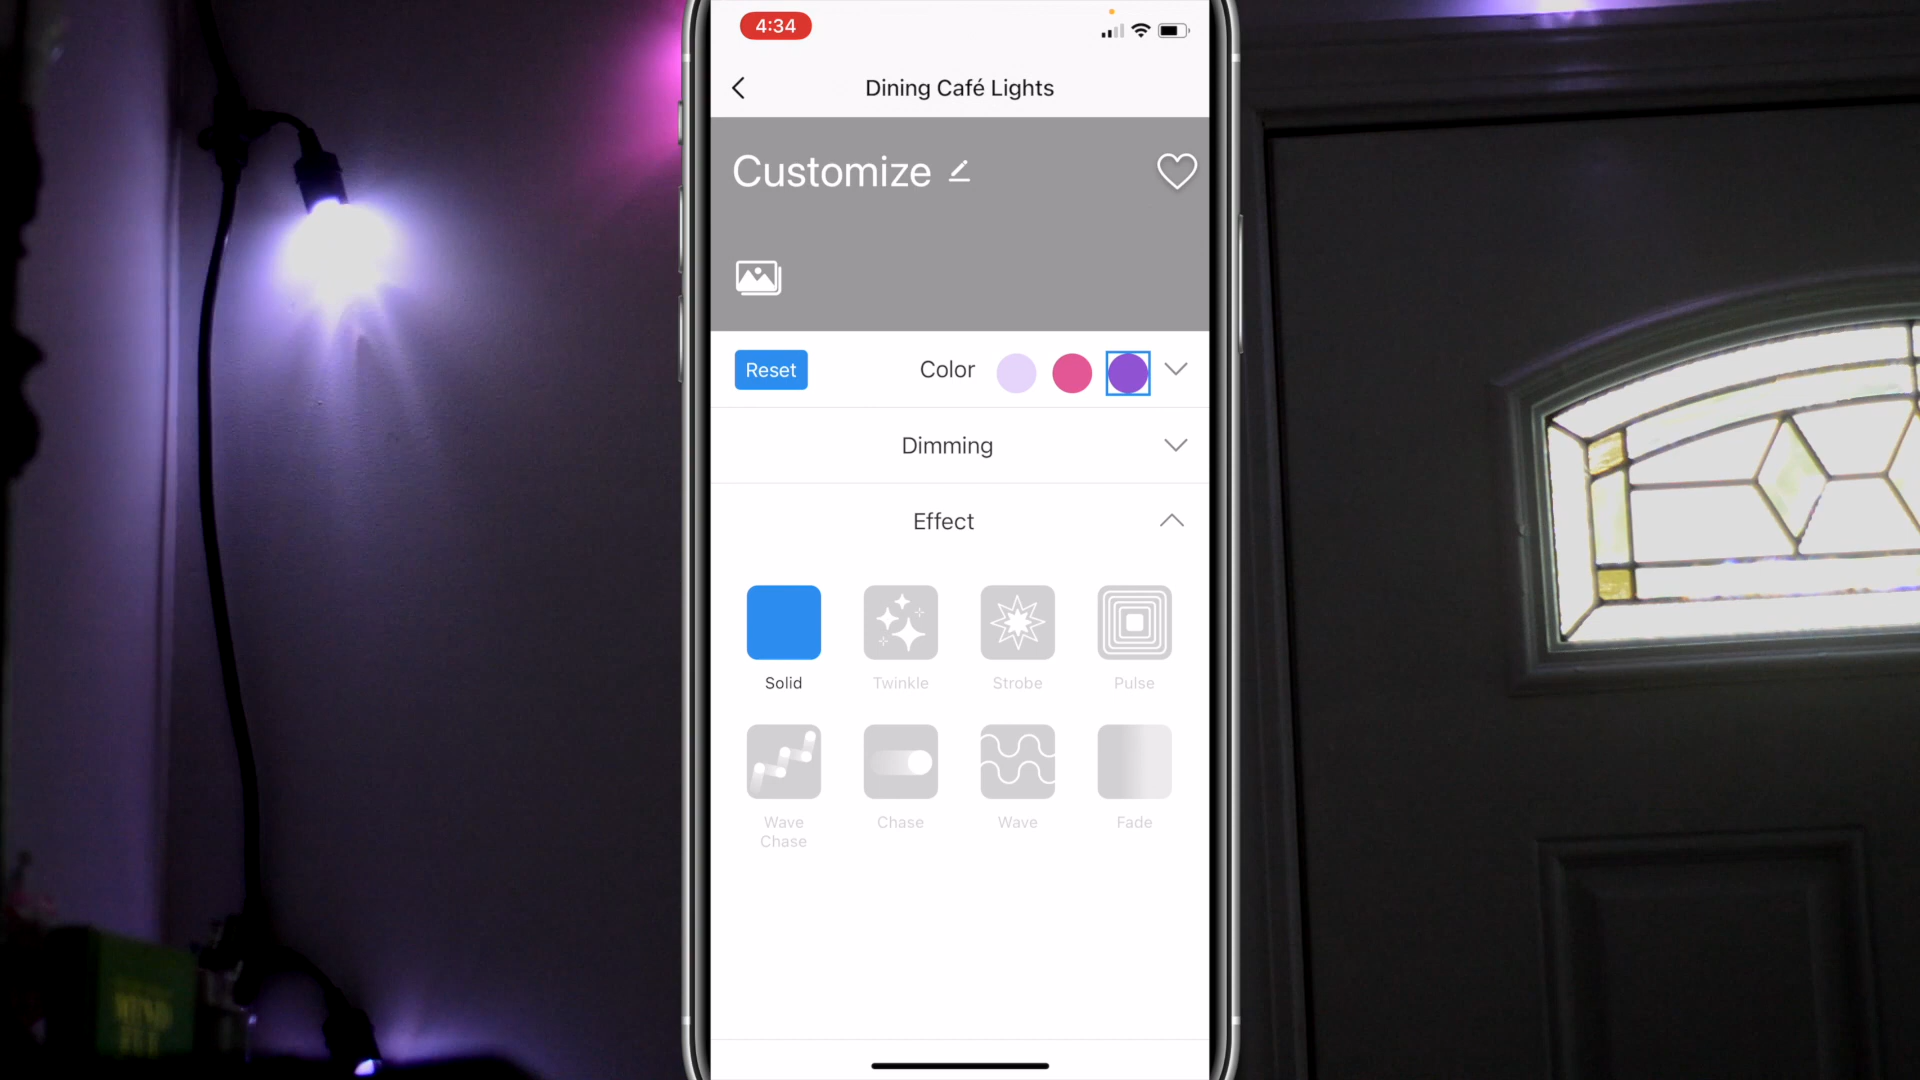 4:34
Dining Café Lights
Customize
Reset
Color
Dimming
Effect
Solid
Twinkle
Strobe
Pulse
Wave
Chase
Chase
Wave
Fade